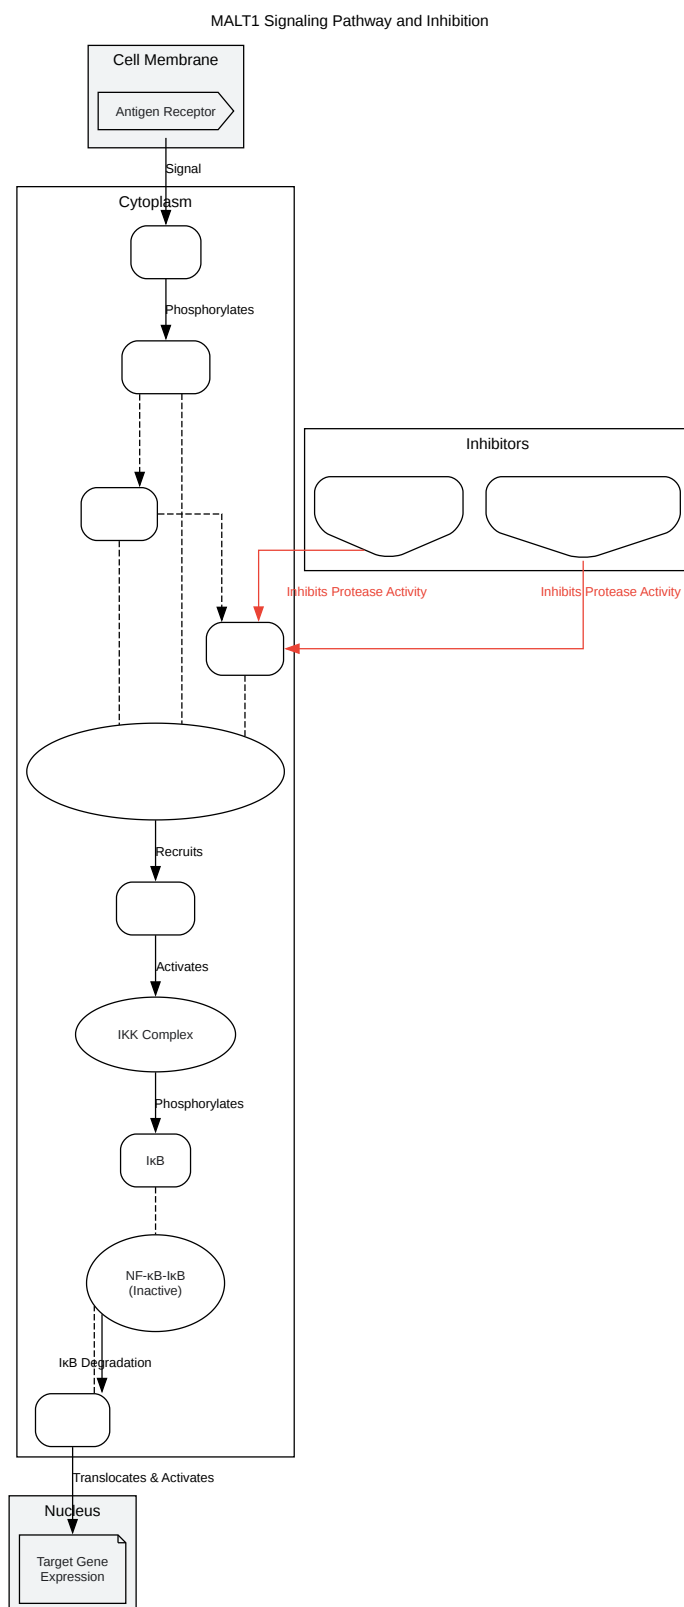 MALT1 Signaling Pathway and Inhibition
Cell Membrane
Antigen Receptor
Signal
Cytoplasm
Phosphorylates
Inhibitors
Inhibits Protease Activity
Inhibits Protease Activity
Recruits
Activates
IKK Complex
Phosphorylates
IκB
NF-κB-IκB
(Inactive)
IκB Degradation
Translocates & Activates
Nucleus
Target Gene
Expression